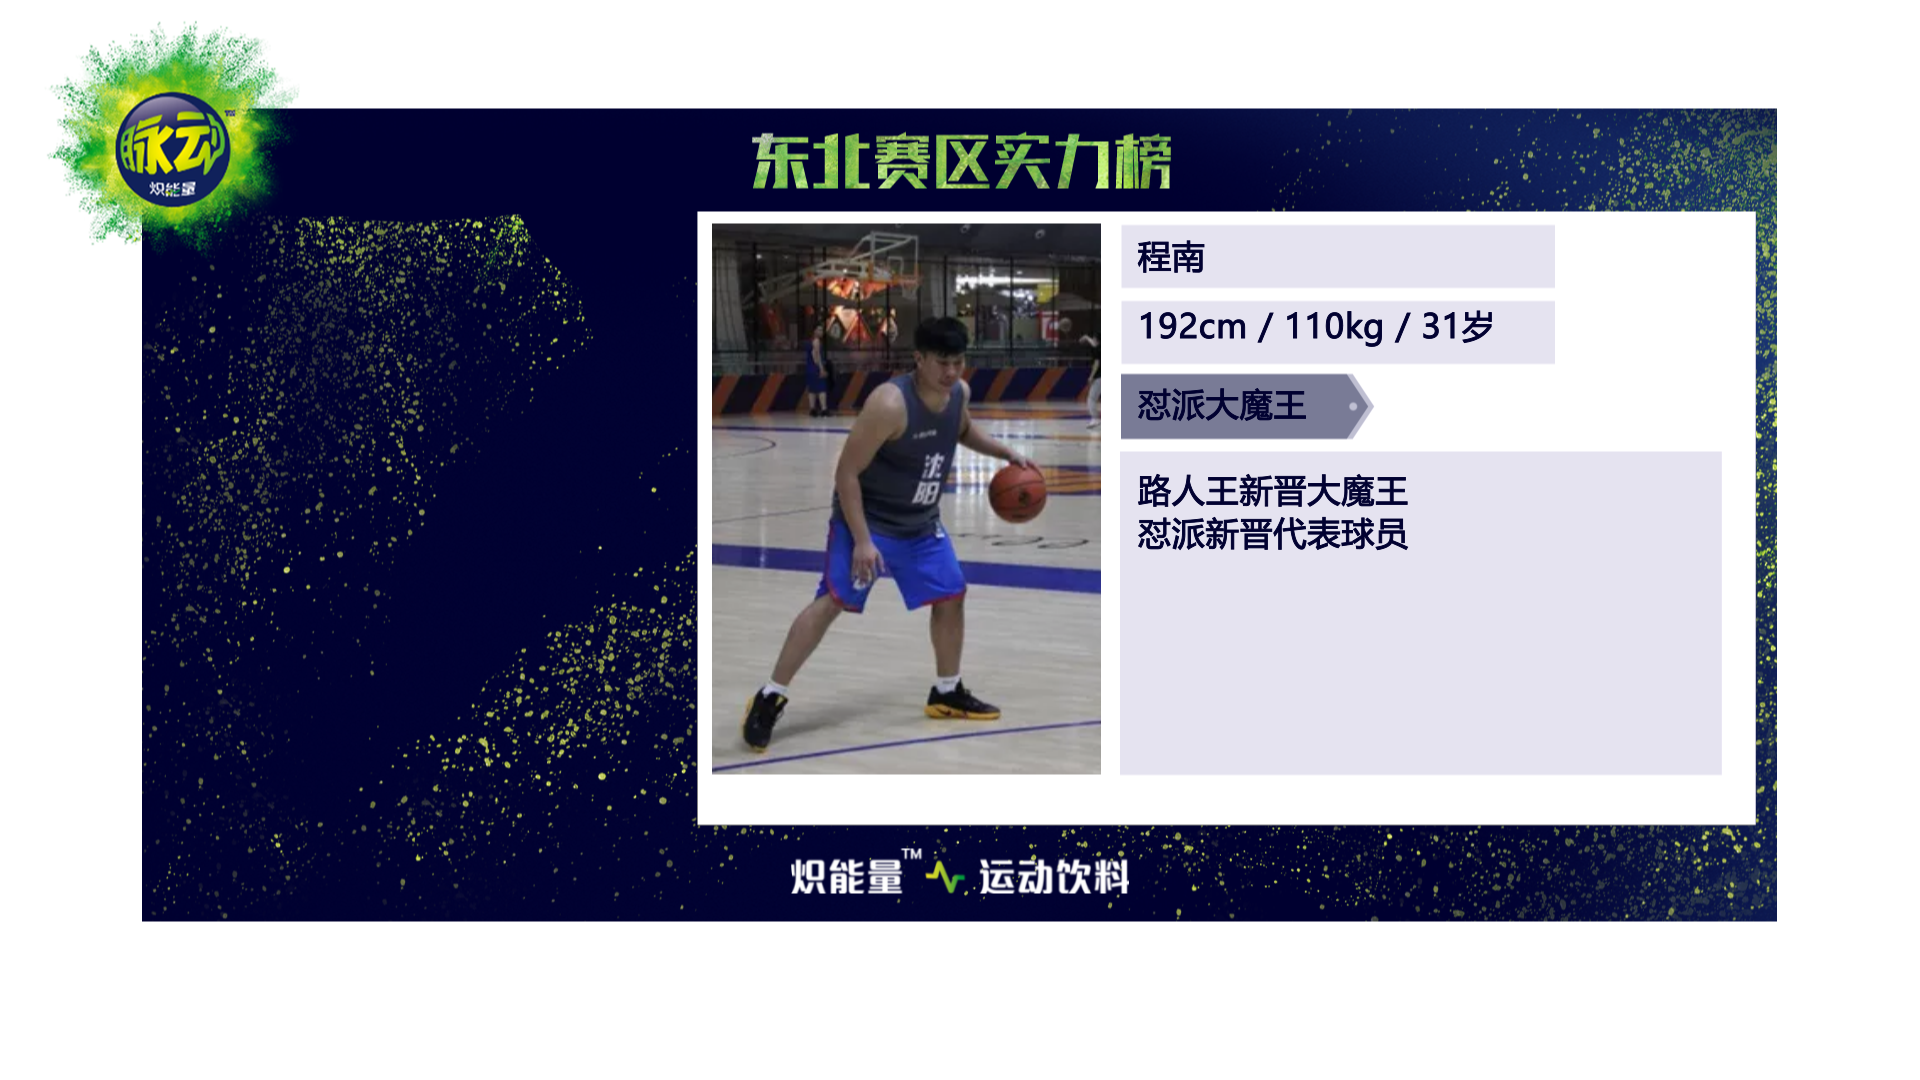 脉动
TM
炽能量
东北赛区实力榜
程南
192cm / 110kg / 31岁
怼派大魔王
路人王新晋大魔王
怼派新晋代表球员
沈阳
炽能量TM 运动饮料